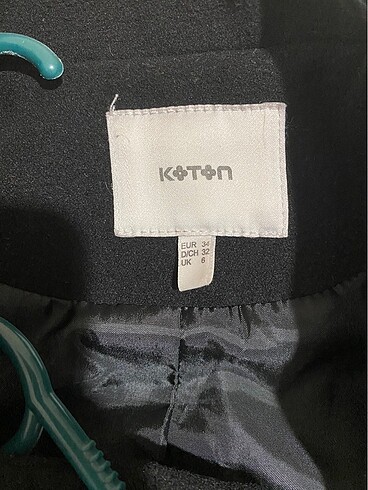 KOTON
EUR 34
D/CH 32
UK 6